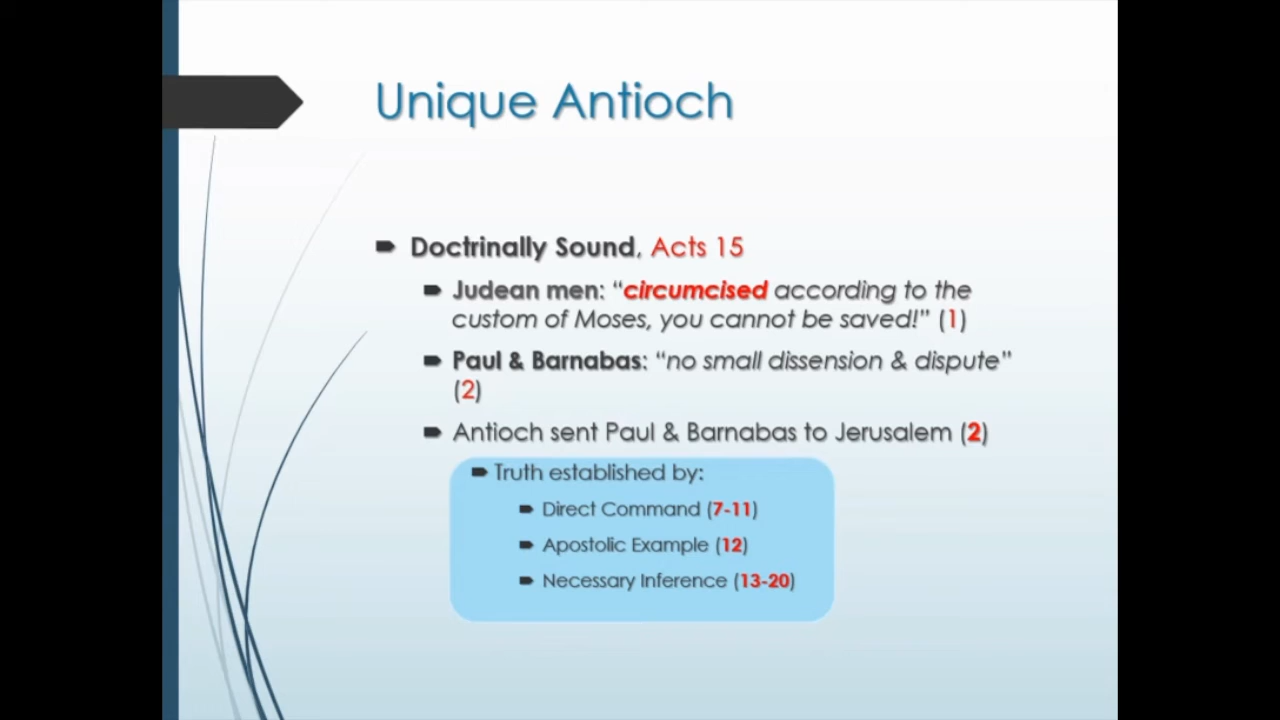 Unique Antioch
Doctrinally Sound, Acts 15
Judean men: “circumcised according to the
custom of Moses, you cannot be saved!” (1)
Paul & Barnabas: “no small dissension & dispute”
(2)
Antioch sent Paul & Barnabas to Jerusalem (2)
Truth established by:
Direct Command (7-11)
Apostolic Example (12)
Necessary Inference (13-20)